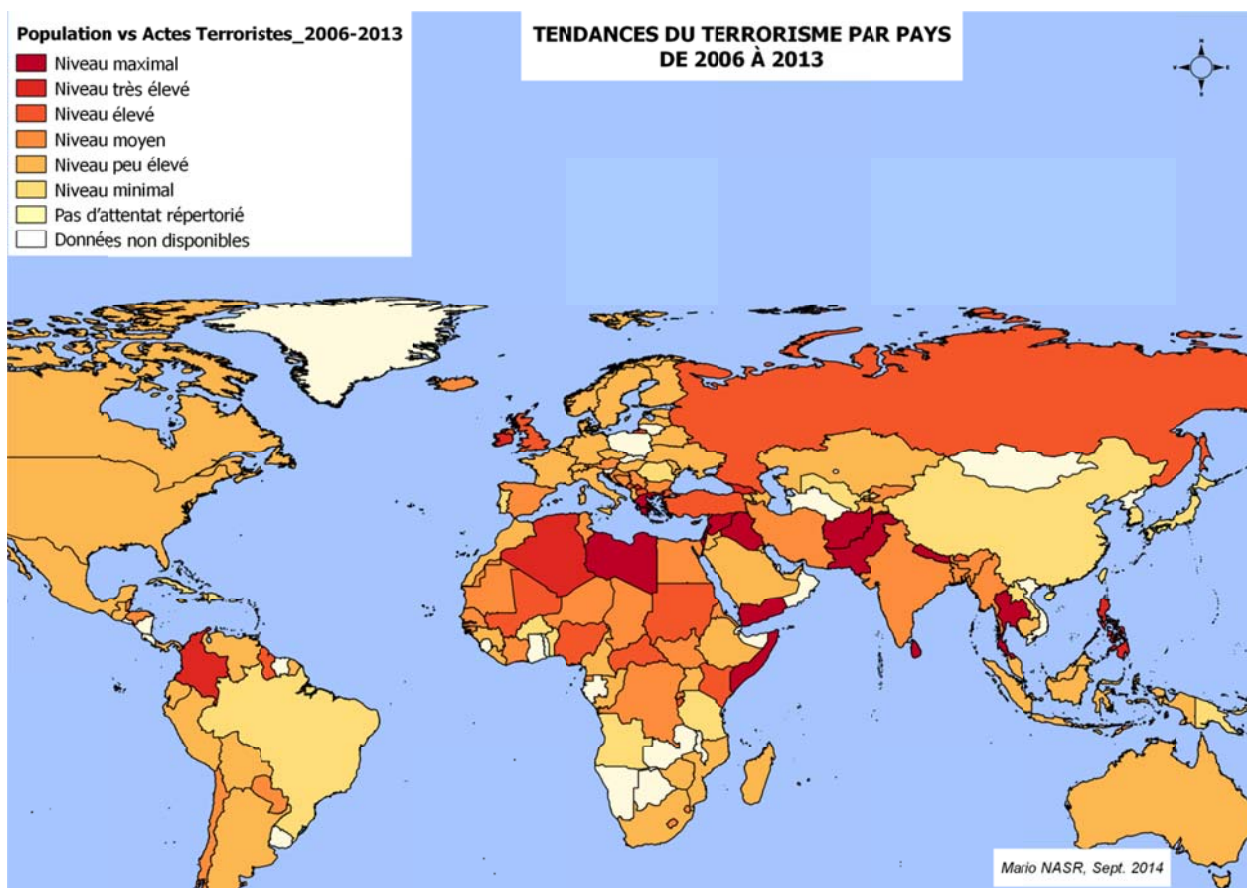 Population vs Actes Terroristes_2006-2013
Niveau maximal
Niveau très élevé
Niveau élevé
Niveau moyen
Niveau peu élevé
Niveau minimal
Pas d'attentat répertorié
Données non disponibles
TENDANCES DU TERRORISME PAR PAYS
DE 2006 À 2013
Mario NASR, Sept. 2014